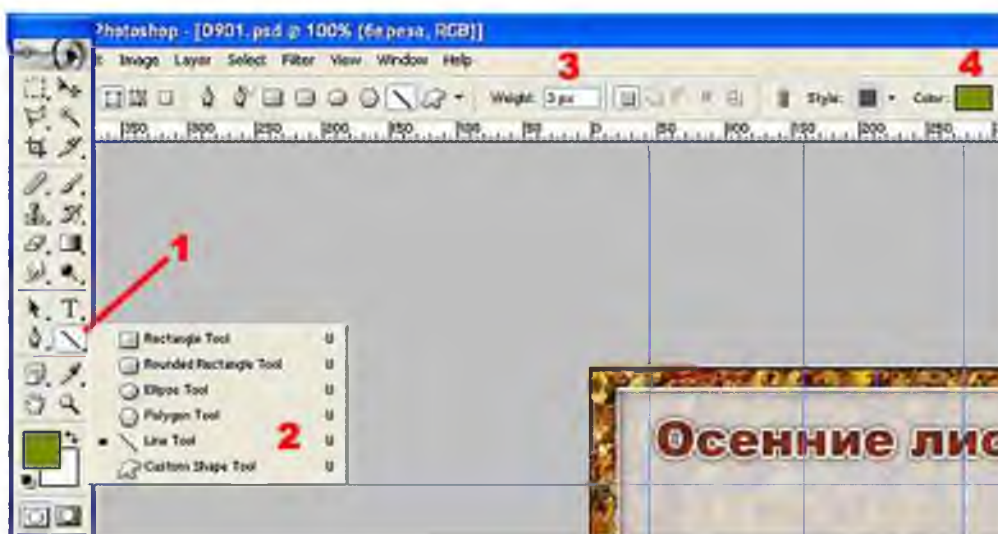 Photoshop - [0901.psd @ 100% (береза, RGB)]
t Image Layer Select Filter View Window Help
3
4
Weight: 3 px Style: Color:
1
T
Rectangle Tool U
Rounded Rectangle Tool U
Ellipse Tool U
Polygon Tool U
Line Tool U
2
Custom Shape Tool U
Осенние лис